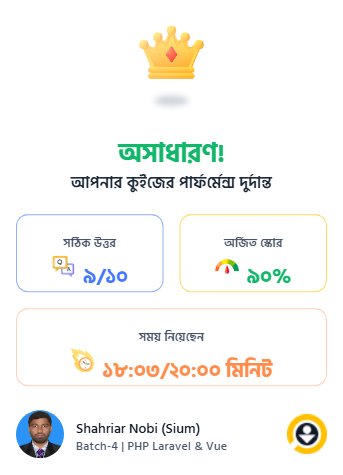 অসাধারণ!
আপনার কুইজের পার্ফর্মেন্স দুর্দান্ত
সঠিক উত্তর
Q A
৯/১০
অর্জিত স্কোর
৯০%
সময় নিয়েছেন
১৮:০৩/২০:০০ মিনিট
Shahriar Nobi (Sium)
Batch-4 | PHP Laravel & Vue